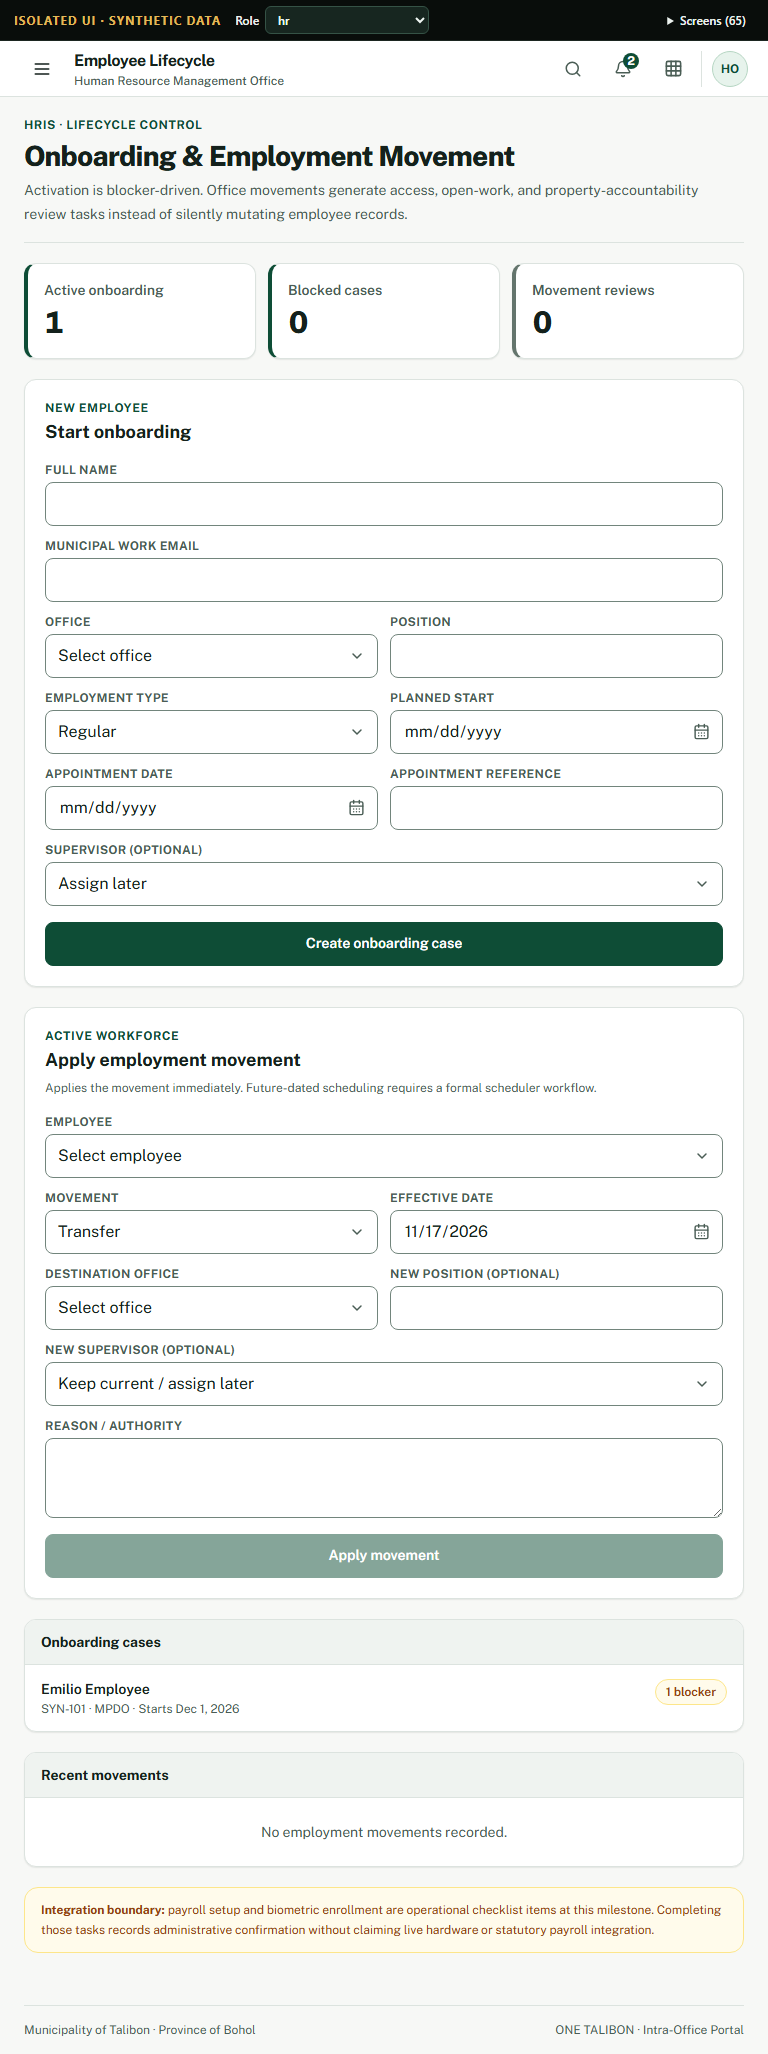 ISOLATED UI · SYNTHETIC DATA Role hr ▶ Screens (65)
Employee Lifecycle
Human Resource Management Office
2
HO
HRIS · LIFECYCLE CONTROL
Onboarding & Employment Movement
Activation is blocker-driven. Office movements generate access, open-work, and property-accountability
review tasks instead of silently mutating employee records.
Active onboarding
1
Blocked cases
0
Movement reviews
0
NEW EMPLOYEE
Start onboarding
FULL NAME
MUNICIPAL WORK EMAIL
OFFICE POSITION
Select office
EMPLOYMENT TYPE PLANNED START
Regular mm/dd/yyyy
APPOINTMENT DATE APPOINTMENT REFERENCE
mm/dd/yyyy
SUPERVISOR (OPTIONAL)
Assign later
Create onboarding case
ACTIVE WORKFORCE
Apply employment movement
Applies the movement immediately. Future-dated scheduling requires a formal scheduler workflow.
EMPLOYEE
Select employee
MOVEMENT EFFECTIVE DATE
Transfer 11/17/2026
DESTINATION OFFICE NEW POSITION (OPTIONAL)
Select office
NEW SUPERVISOR (OPTIONAL)
Keep current / assign later
REASON / AUTHORITY
Apply movement
Onboarding cases
Emilio Employee
SYN-101 · MPDO · Starts Dec 1, 2026
1 blocker
Recent movements
No employment movements recorded.
Integration boundary: payroll setup and biometric enrollment are operational checklist items at this milestone. Completing
those tasks records administrative confirmation without claiming live hardware or statutory payroll integration.
Municipality of Talibon · Province of Bohol ONE TALIBON · Intra-Office Portal